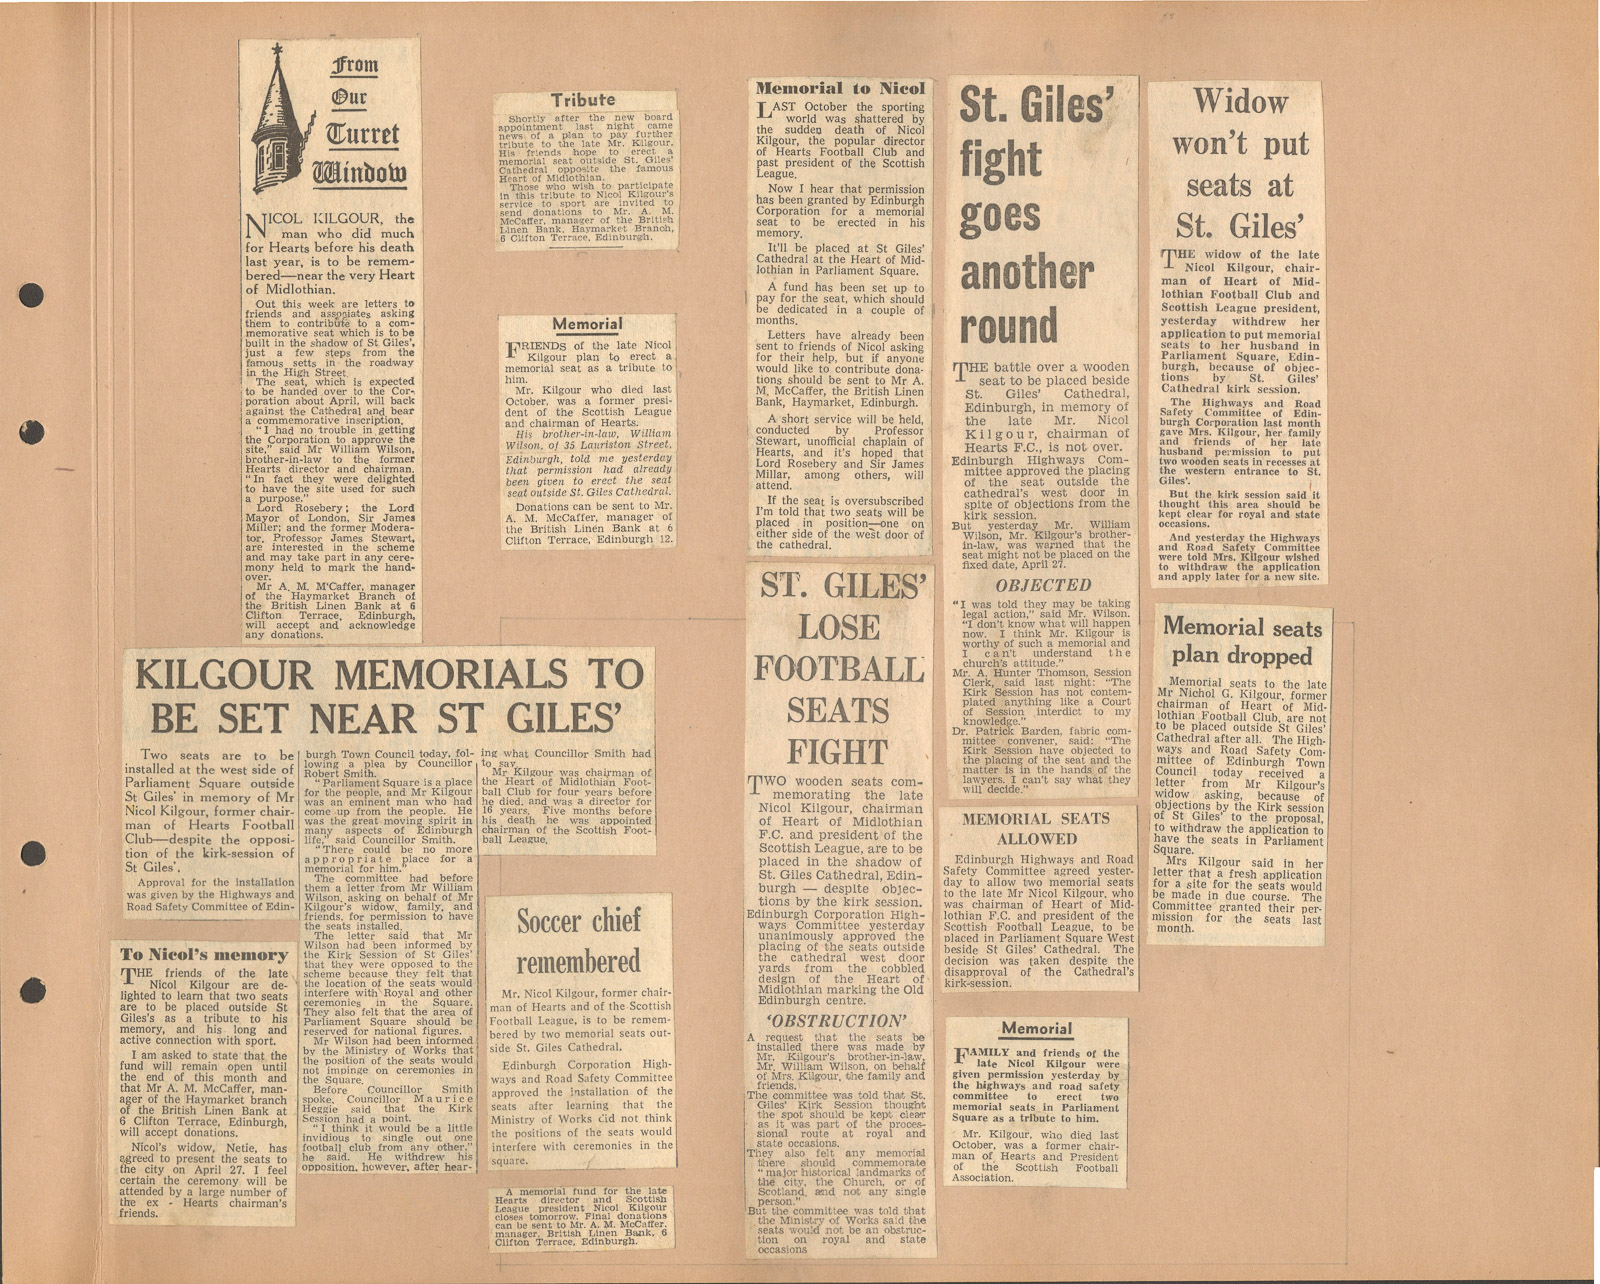 From
Our
Turret
Window
NICOL KILGOUR, the
man who did much
for Hearts before his death
last year, is to be remem-
bered—near the very Heart
of Midlothian.
Out this week are letters to
friends and associates asking
them to contribute to a com-
memorative seat which is to be
built in the shadow of St Giles',
just a few steps from the
famous setts in the roadway
in the High Street.
The seat, which is expected
to be handed over to the Cor-
poration about April, will back
against the Cathedral and bear
a commemorative inscription.
"I had no trouble in getting
the Corporation to approve the
site," said Mr William Wilson,
brother-in-law to the former
Hearts director and chairman.
"In fact they were delighted
to have the site used for such
a purpose."
Lord Rosebery; the Lord
Mayor of London, Sir James
Miller; and the former Modera-
tor, Professor James Stewart,
are interested in the scheme
and may take part in any cere-
mony held to mark the hand-
over.
Mr A. M. M'Caffer, manager
of the Haymarket Branch of
the British Linen Bank at 6
Clifton Terrace, Edinburgh,
will accept and acknowledge
any donations.
Tribute
Shortly after the new board
appointment last night came
news of a plan to pay further
tribute to the late Mr. Kilgour.
His friends hope to erect a
memorial seat outside St. Giles'
Cathedral opposite the famous
Heart of Midlothian.
Those who wish to participate
in this tribute to Nicol Kilgour's
service to sport are invited to
send donations to Mr. A. M.
McCaffer, manager of the British
Linen Bank, Haymarket Branch,
6 Clifton Terrace, Edinburgh.
Memorial
FRIENDS of the late Nicol
Kilgour plan to erect a
memorial seat as a tribute to
him.
Mr. Kilgour who died last
October, was a former presi-
dent of the Scottish League
and chairman of Hearts.
His brother-in-law, William
Wilson, of 35 Lauriston Street,
Edinburgh, told me yesterday
that permission had already
been given to erect the seat
seat outside St. Giles Cathedral.
Donations can be sent to Mr.
A. M. McCaffer, manager of
the British Linen Bank at 6
Clifton Terrace, Edinburgh 12.
KILGOUR MEMORIALS TO
BE SET NEAR ST GILES'
Two seats are to be
installed at the west side of
Parliament Square outside
St Giles' in memory of Mr
Nicol Kilgour, former chair-
man of Hearts Football
Club—despite the opposi-
tion of the kirk-session of
St Giles'.
Approval for the installation
was given by the Highways and
Road Safety Committee of Edin-
burgh Town Council today, fol-
lowing a plea by Councillor
Robert Smith.
"Parliament Square is a place
for the people, and Mr Kilgour
was an eminent man who had
come up from the people. He
was the great moving spirit in
many aspects of Edinburgh
life," said Councillor Smith.
"There could be no more
appropriate place for a
memorial for him."
The committee had before
them a letter from Mr William
Wilson, asking on behalf of Mr
Kilgour's widow, family, and
friends, for permission to have
the seats installed.
The letter said that Mr
Wilson had been informed by
the Kirk Session of St Giles'
that they were opposed to the
scheme because they felt that
the location of the seats would
interfere with Royal and other
ceremonies in the Square.
They also felt that the area of
Parliament Square should be
reserved for national figures.
Mr Wilson had been informed
by the Ministry of Works that
the position of the seats would
not impinge on ceremonies in
the Square.
Before Councillor Smith
spoke, Councillor Maurice
Heggie said that the Kirk
Session had a point.
"I think it would be a little
invidious to single out one
football club from any other,"
he said. He withdrew his
opposition, however, after hear-
ing what Councillor Smith had
to say.
Mr Kilgour was chairman of
the Heart of Midlothian Foot-
ball Club for four years before
he died, and was a director for
16 years. Five months before
his death he was appointed
chairman of the Scottish Foot-
ball League.
To Nicol's memory
THE friends of the late
Nicol Kilgour are de-
lighted to learn that two seats
are to be placed outside St
Giles's as a tribute to his
memory, and his long and
active connection with sport.
I am asked to state that the
fund will remain open until
the end of this month and
that Mr A. M. McCaffer, man-
ager of the Haymarket branch
of the British Linen Bank at
6 Clifton Terrace, Edinburgh,
will accept donations.
Nicol's widow, Netie, has
agreed to present the seats to
the city on April 27. I feel
certain the ceremony will be
attended by a large number of
the ex - Hearts chairman's
friends.
Soccer chief
remembered
Mr. Nicol Kilgour, former chair-
man of Hearts and of the Scottish
Football League, is to be remem-
bered by two memorial seats out-
side St. Giles Cathedral.
Edinburgh Corporation High-
ways and Road Safety Committee
approved the installation of the
seats after learning that the
Ministry of Works did not think
the positions of the seats would
interfere with ceremonies in the
square.
A memorial fund for the late
Hearts director and Scottish
League president Nicol Kilgour
closes tomorrow. Final donations
can be sent to Mr. A. M. McCaffer,
manager, British Linen Bank, 6
Clifton Terrace, Edinburgh.
Memorial to Nicol
LAST October the sporting
world was shattered by
the sudden death of Nicol
Kilgour, the popular director
of Hearts Football Club and
past president of the Scottish
League.
Now I hear that permission
has been granted by Edinburgh
Corporation for a memorial
seat to be erected in his
memory.
It'll be placed at St Giles'
Cathedral at the Heart of Mid-
lothian in Parliament Square.
A fund has been set up to
pay for the seat, which should
be dedicated in a couple of
months.
Letters have already been
sent to friends of Nicol asking
for their help, but if anyone
would like to contribute dona-
tions should be sent to Mr A.
M. McCaffer, the British Linen
Bank, Haymarket, Edinburgh.
A short service will be held,
conducted by Professor
Stewart, unofficial chaplain of
Hearts, and it's hoped that
Lord Rosebery and Sir James
Millar, among others, will
attend.
If the seat is oversubscribed
I'm told that two seats will be
placed in position—one on
either side of the west door of
the cathedral.
ST. GILES'
LOSE
FOOTBALL
SEATS
FIGHT
TWO wooden seats com-
memorating the late
Nicol Kilgour, chairman
of Heart of Midlothian
F.C. and president of the
Scottish League, are to be
placed in the shadow of
St. Giles Cathedral, Edin-
burgh — despite objec-
tions by the kirk session.
Edinburgh Corporation High-
ways Committee yesterday
unanimously approved the
placing of the seats outside
the cathedral west door
yards from the cobbled
design of the Heart of
Midlothian marking the Old
Edinburgh centre.
'OBSTRUCTION'
A request that the seats be
installed there was made by
Mr. Kilgour's brother-in-law,
Mr. William Wilson, on behalf
of Mrs. Kilgour, the family and
friends.
The committee was told that St.
Giles' Kirk Session thought
the spot should be kept clear
as it was part of the proces-
sional route at royal and
state occasions.
They also felt any memorial
there should commemorate
"major historical landmarks of
the city, the Church, or of
Scotland, and not any single
person."
But the committee was told that
the Ministry of Works said the
seats would not be an obstruc-
tion on royal and state
occasions
St. Giles'
fight
goes
another
round
THE battle over a wooden
seat to be placed beside
St. Giles' Cathedral,
Edinburgh, in memory of
the late Mr. Nicol
Kilgour, chairman of
Hearts F.C., is not over.
Edinburgh Highways Com-
mittee approved the placing
of the seat outside the
cathedral's west door in
spite of objections from the
kirk session.
But yesterday Mr. William
Wilson, Mr. Kilgour's brother-
in-law, was warned that the
seat might not be placed on the
fixed date, April 27.
OBJECTED
"I was told they may be taking
legal action," said Mr. Wilson.
"I don't know what will happen
now. I think Mr. Kilgour is
worthy of such a memorial and
I can't understand the
church's attitude."
Mr. A. Hunter Thomson, Session
Clerk, said last night: "The
Kirk Session has not contem-
plated anything like a Court
of Session interdict to my
knowledge."
Dr. Patrick Barden, fabric com-
mittee convener, said: "The
Kirk Session have objected to
the placing of the seat and the
matter is in the hands of the
lawyers. I can't say what they
will decide."
MEMORIAL SEATS
ALLOWED
Edinburgh Highways and Road
Safety Committee agreed yester-
day to allow two memorial seats
to the late Mr Nicol Kilgour, who
was chairman of Heart of Mid-
lothian F.C. and president of the
Scottish Football League, to be
placed in Parliament Square West
beside St Giles' Cathedral. The
decision was taken despite the
disapproval of the Cathedral's
kirk-session.
Memorial
FAMILY and friends of the
late Nicol Kilgour were
given permission yesterday by
the highways and road safety
committee to erect two
memorial seats in Parliament
Square as a tribute to him.
Mr. Kilgour, who died last
October, was a former chair-
man of Hearts and President
of the Scottish Football
Association.
Widow
won't put
seats at
St. Giles'
THE widow of the late
Nicol Kilgour, chair-
man of Heart of Mid-
lothian Football Club and
Scottish League president,
yesterday withdrew her
application to put memorial
seats to her husband in
Parliament Square, Edin-
burgh, because of objec-
tions by St. Giles'
Cathedral kirk session.
The Highways and Road
Safety Committee of Edin-
burgh Corporation last month
gave Mrs. Kilgour, her family
and friends of her late
husband permission to put
two wooden seats in recesses at
the western entrance to St.
Giles'.
But the kirk session said it
thought this area should be
kept clear for royal and state
occasions.
And yesterday the Highways
and Road Safety Committee
were told Mrs. Kilgour wished
to withdraw the application
and apply later for a new site.
Memorial seats
plan dropped
Memorial seats to the late
Mr Nichol G. Kilgour, former
chairman of Heart of Mid-
lothian Football Club, are not
to be placed outside St Giles'
Cathedral after all. The High-
ways and Road Safety Com-
mittee of Edinburgh Town
Council today received a
letter from Mr Kilgour's
widow asking, because of
objections by the Kirk session
of St Giles' to the proposal,
to withdraw the application to
have the seats in Parliament
Square.
Mrs Kilgour said in her
letter that a fresh application
for a site for the seats would
be made in due course. The
Committee granted their per-
mission for the seats last
month.